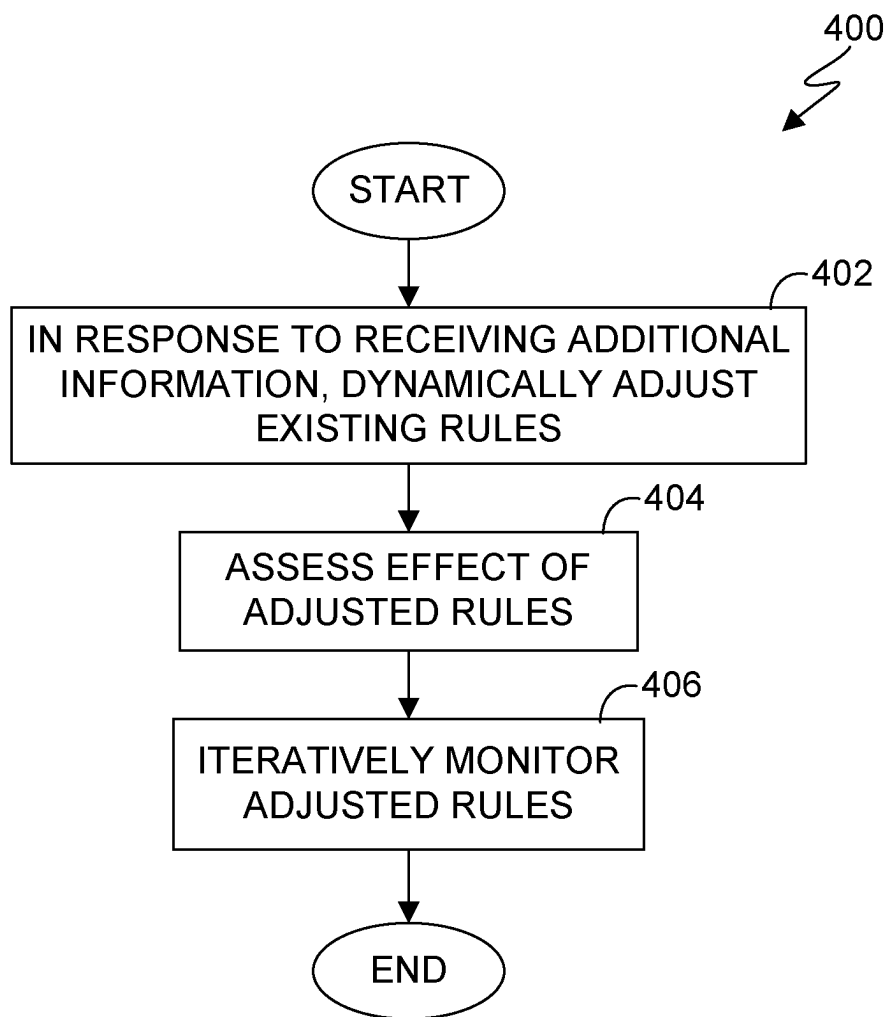 400
START
402
IN RESPONSE TO RECEIVING ADDITIONAL
INFORMATION, DYNAMICALLY ADJUST
EXISTING RULES
404
ASSESS EFFECT OF
ADJUSTED RULES
406
ITERATIVELY MONITOR
ADJUSTED RULES
END